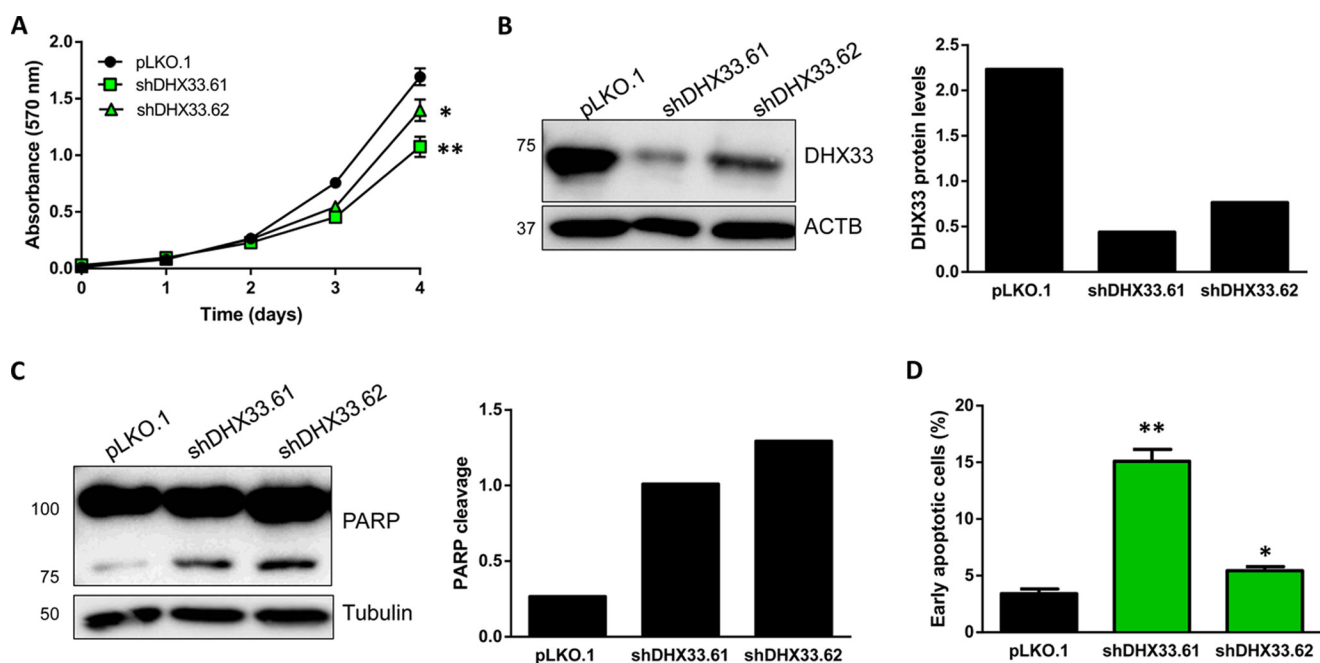 A
Absorbance (570 nm)
2.0
1.5
1.0
0.5
0.0
pLKO.1
shDHX33.61
shDHX33.62
*
**
0 1 2 3 4
Time (days)
B
pLKO.1 shDHX33.61 shDHX33.62
75
DHX33
37
ACTB
DHX33 protein levels
2.5
2.0
1.5
1.0
0.5
0.0
pLKO.1 shDHX33.61 shDHX33.62
C
pLKO.1 shDHX33.61 shDHX33.62
100
PARP
75
50
Tubulin
PARP cleavage
1.5
1.0
0.5
0.0
pLKO.1 shDHX33.61 shDHX33.62
D
Early apoptotic cells (%)
20
15
10
5
0
**
*
pLKO.1 shDHX33.61 shDHX33.62